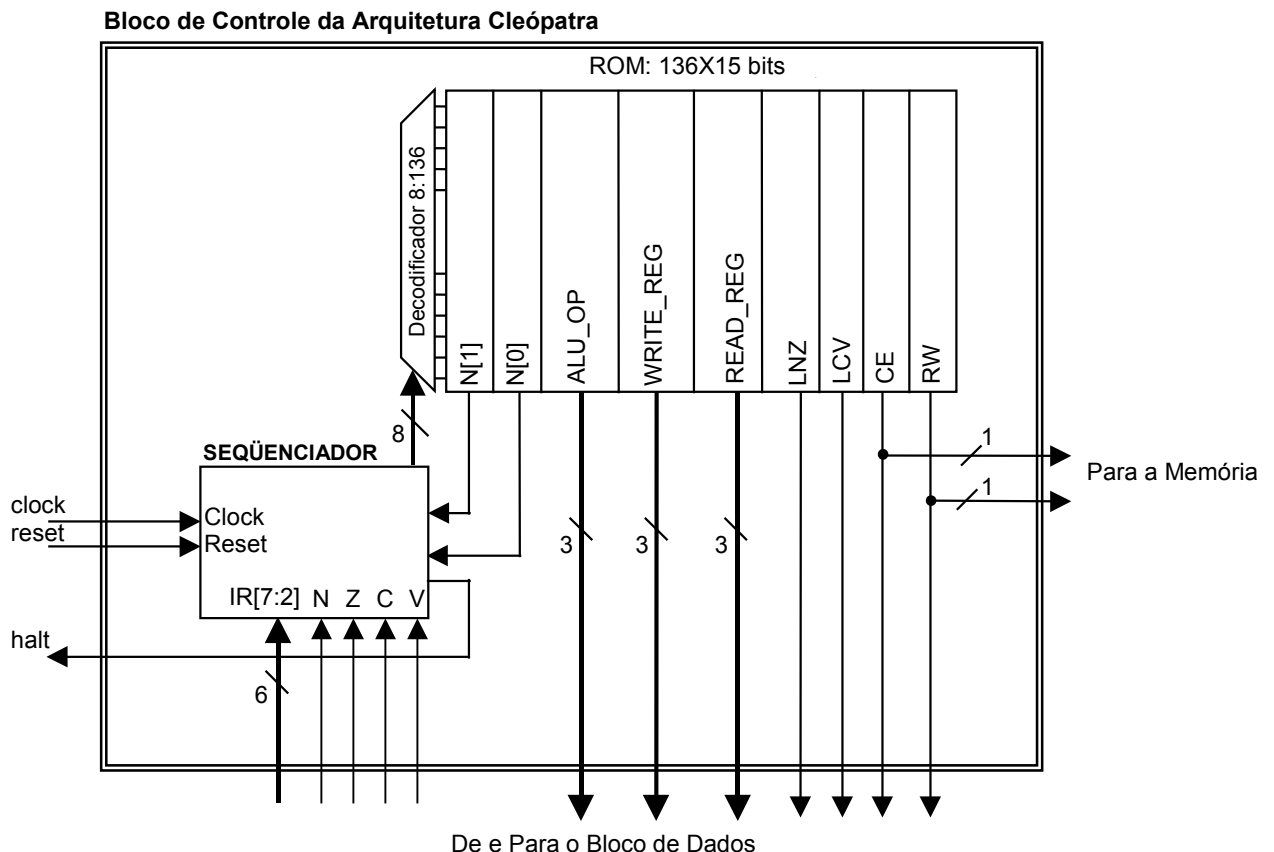 Bloco de Controle da Arquitetura Cleópatra
ROM: 136X15 bits
Decodificador 8:136
N[1]
N[0]
ALU_OP
WRITE_REG
READ_REG
LNZ
LCV
CE
RW
8
SEQÜENCIADOR
1
Para a Memória
1
clock
Clock
reset
Reset
3
3
3
IR[7:2] N Z C V
halt
6
De e Para o Bloco de Dados